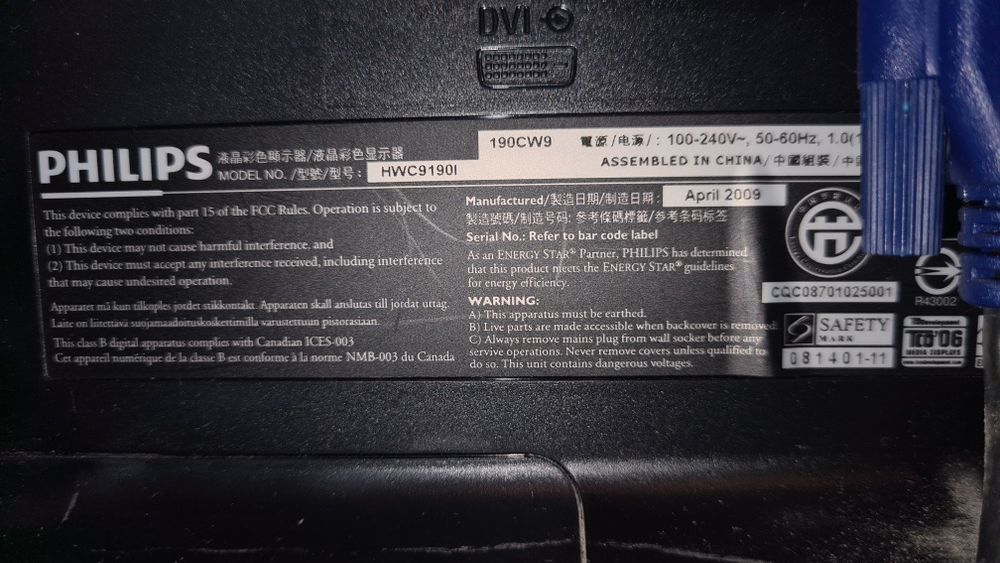 DVI
PHILIPS
液晶彩色顯示器/液晶彩色显示器
MODEL NO. /型號/型号: HWC9190I
190CW9 電源/电源/: 100-240V~, 50-60Hz, 1.0(1
ASSEMBLED IN CHINA/中國組裝/中
This device complies with part 15 of the FCC Rules. Operation is subject to
the following two conditions:
(1) This device may not cause harmful interference, and
(2) This device must accept any interference received, including interference
that may cause undesired operation.
Apparatet må kun tilkoples jordet stikkontakt. Apparaten skall anslutas till jordat uttag.
Laite on liitettävä suojamaadoituskoskettimilla varustettuun pistorasiaan.
This class B digital apparatus complies with Canadian ICES-003
Cet appareil numérique de la classe B est conforme à la norme NMB-003 du Canada
Manufactured/製造日期/制造日期: April 2009
製造號碼/制造号码: 參考條碼標籤/参考条码标签
Serial No.: Refer to bar code label
As an ENERGY STAR® Partner, PHILIPS has determined
that this product meets the ENERGY STAR® guidelines
for energy efficiency.
WARNING:
A) This apparatus must be earthed.
B) Live parts are made accessible when backcover is removed.
C) Always remove mains plug from wall socker before any
servive operations. Never remove covers unless qualified to
do so. This unit contains dangerous voltages.
CQC08701025001
R43002
S SAFETY
MARK
081401-11
TCO'06
MEDIA DISPLAYS